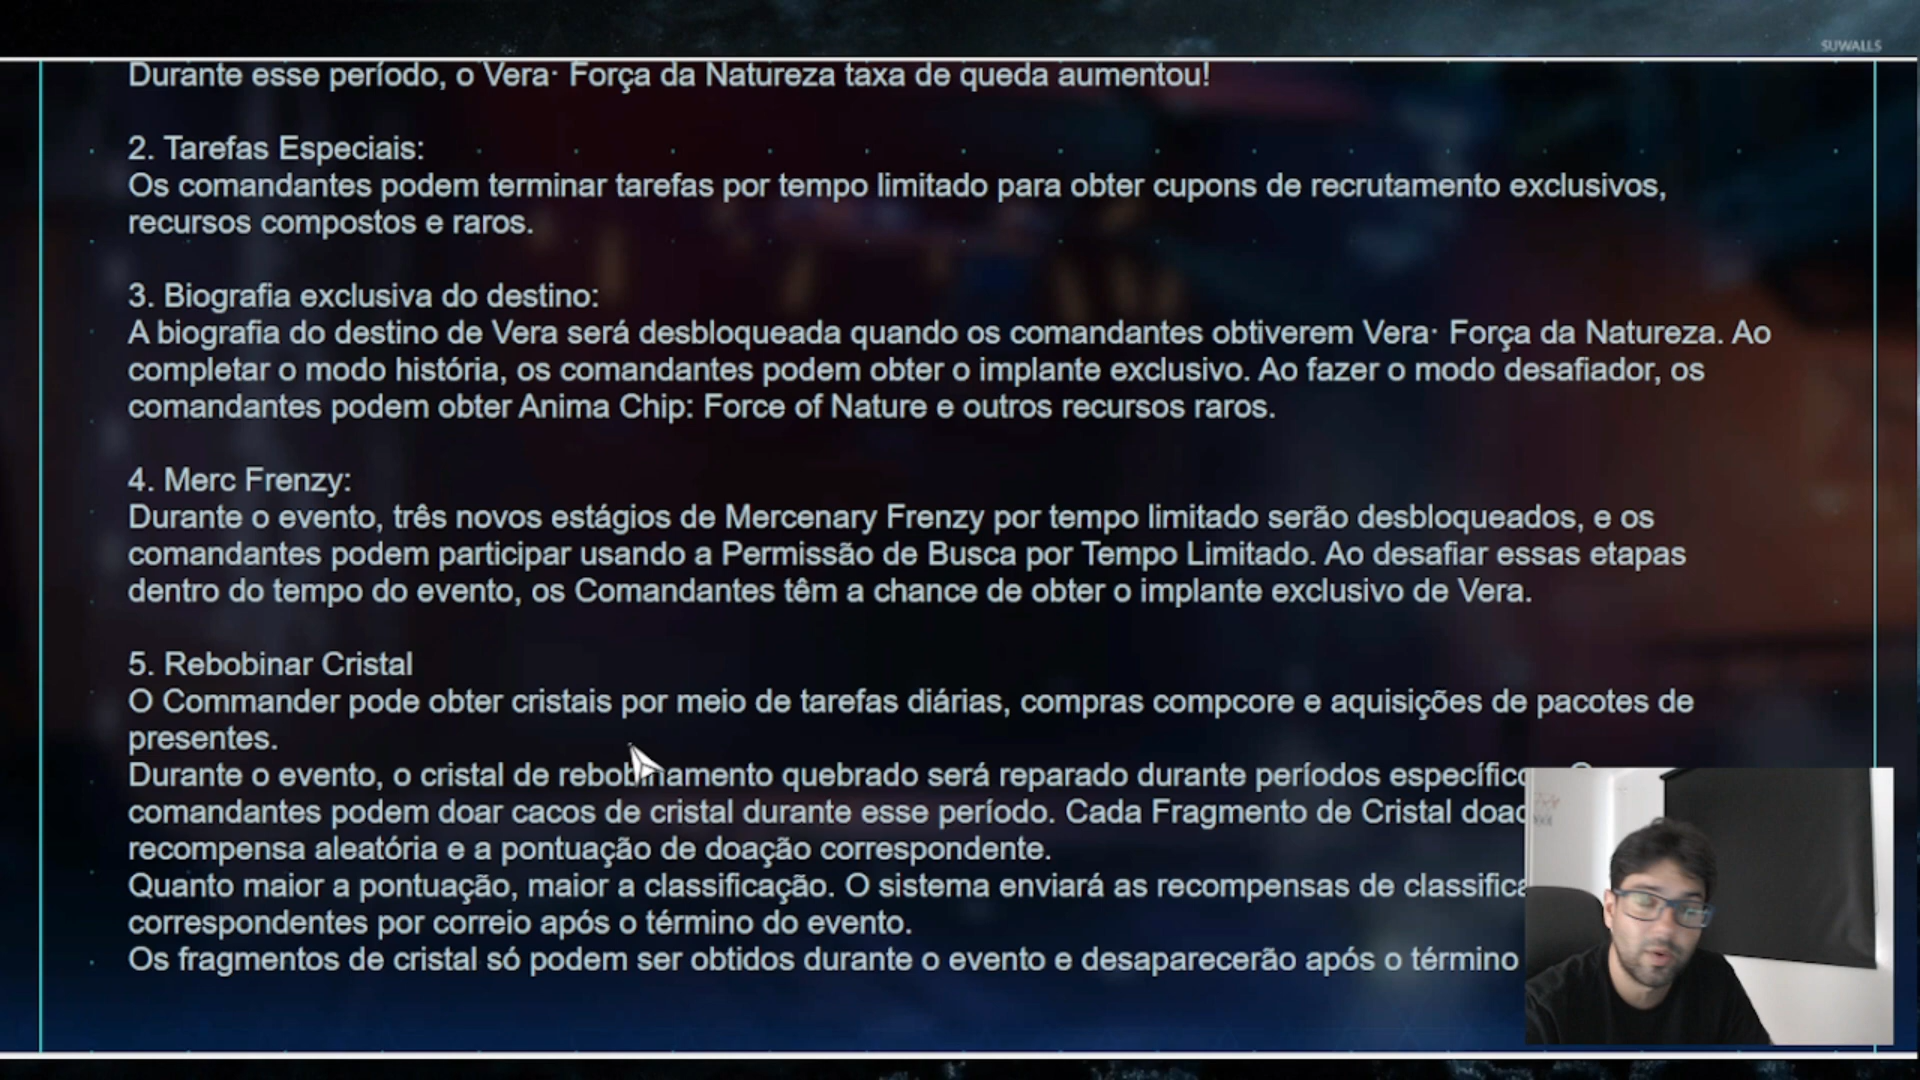 SUWALLS
Durante esse período, o Vera· Força da Natureza taxa de queda aumentou!
2. Tarefas Especiais:
Os comandantes podem terminar tarefas por tempo limitado para obter cupons de recrutamento exclusivos,
recursos compostos e raros.
3. Biografia exclusiva do destino:
A biografia do destino de Vera será desbloqueada quando os comandantes obtiverem Vera· Força da Natureza. Ao
completar o modo história, os comandantes podem obter o implante exclusivo. Ao fazer o modo desafiador, os
comandantes podem obter Anima Chip: Force of Nature e outros recursos raros.
4. Merc Frenzy:
Durante o evento, três novos estágios de Mercenary Frenzy por tempo limitado serão desbloqueados, e os
comandantes podem participar usando a Permissão de Busca por Tempo Limitado. Ao desafiar essas etapas
dentro do tempo do evento, os Comandantes têm a chance de obter o implante exclusivo de Vera.
5. Rebobinar Cristal
O Commander pode obter cristais por meio de tarefas diárias, compras compcore e aquisições de pacotes de
presentes.
Durante o evento, o cristal de rebobinamento quebrado será reparado durante períodos
comandantes podem doar cacos de cristal durante esse período. Cada Fragmento de Cristal
recompensa aleatória e a pontuação de doação correspondente.
Quanto maior a pontuação, maior a classificação. O sistema enviará as recompensas de
correspondentes por correio após o término do evento.
Os fragmentos de cristal só podem ser obtidos durante o evento e desaparecerão após o término